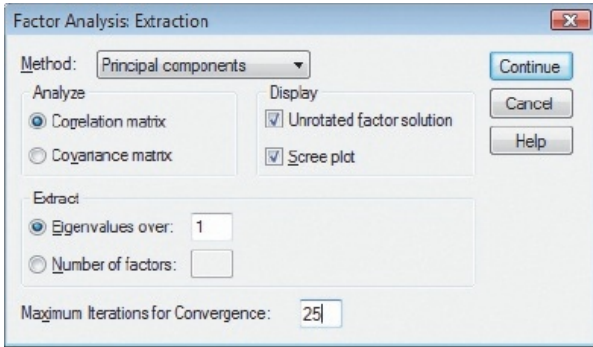 Factor Analysis: Extraction
Method: Principal components
Continue
Analyze
Display
Correlation matrix
Unrotated factor solution
Cancel
Covariance matrix
Scree plot
Help
Extract
Eigenvalues over: 1
Number of factors:
Maximum Iterations for Convergence: 25